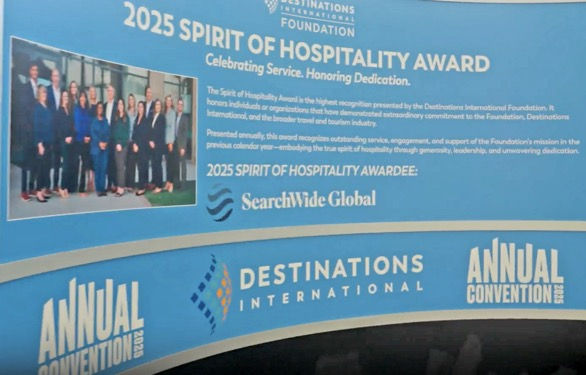 DESTINATIONS
INTERNATIONAL
FOUNDATION
2025 SPIRIT OF HOSPITALITY AWARD
Celebrating Service. Honoring Dedication.
The Spirit of Hospitality Award is the highest recognition presented by the Destinations International Foundation. It
honors individuals or organizations that have demonstrated extraordinary commitment to the Foundation, Destinations
International, and the broader travel and tourism industry.
Presented annually, this award recognizes outstanding service, engagement, and support of the Foundation's mission in the
previous calendar year—embodying the true spirit of hospitality through generosity, leadership, and unwavering dedication.
2025 SPIRIT OF HOSPITALITY AWARDEE:
SearchWide Global
ANNUAL
CONVENTION 2025
DESTINATIONS
INTERNATIONAL
ANNUAL
CONVENTION 2025